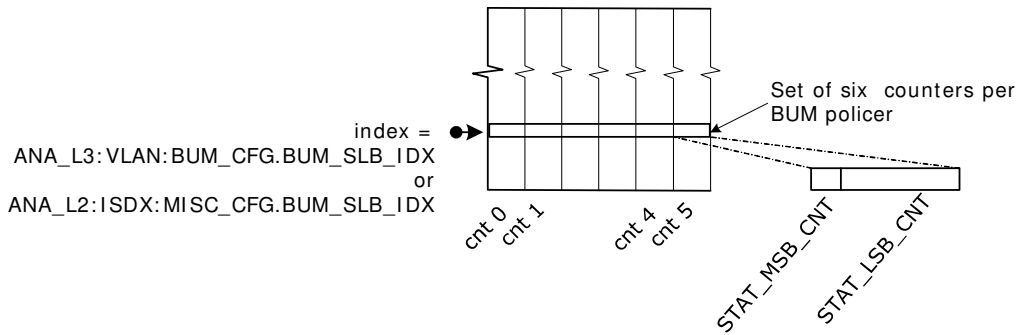 Set of six counters per
BUM policer
index =
ANA_L3:VLAN:BUM_CFG.BUM_SLB_IDX
or
ANA_L2:ISDX:MISC_CFG.BUM_SLB_IDX
cnt 0
cnt 1
cnt 4
cnt 5
STAT_MSB_CNT
STAT_LSB_CNT